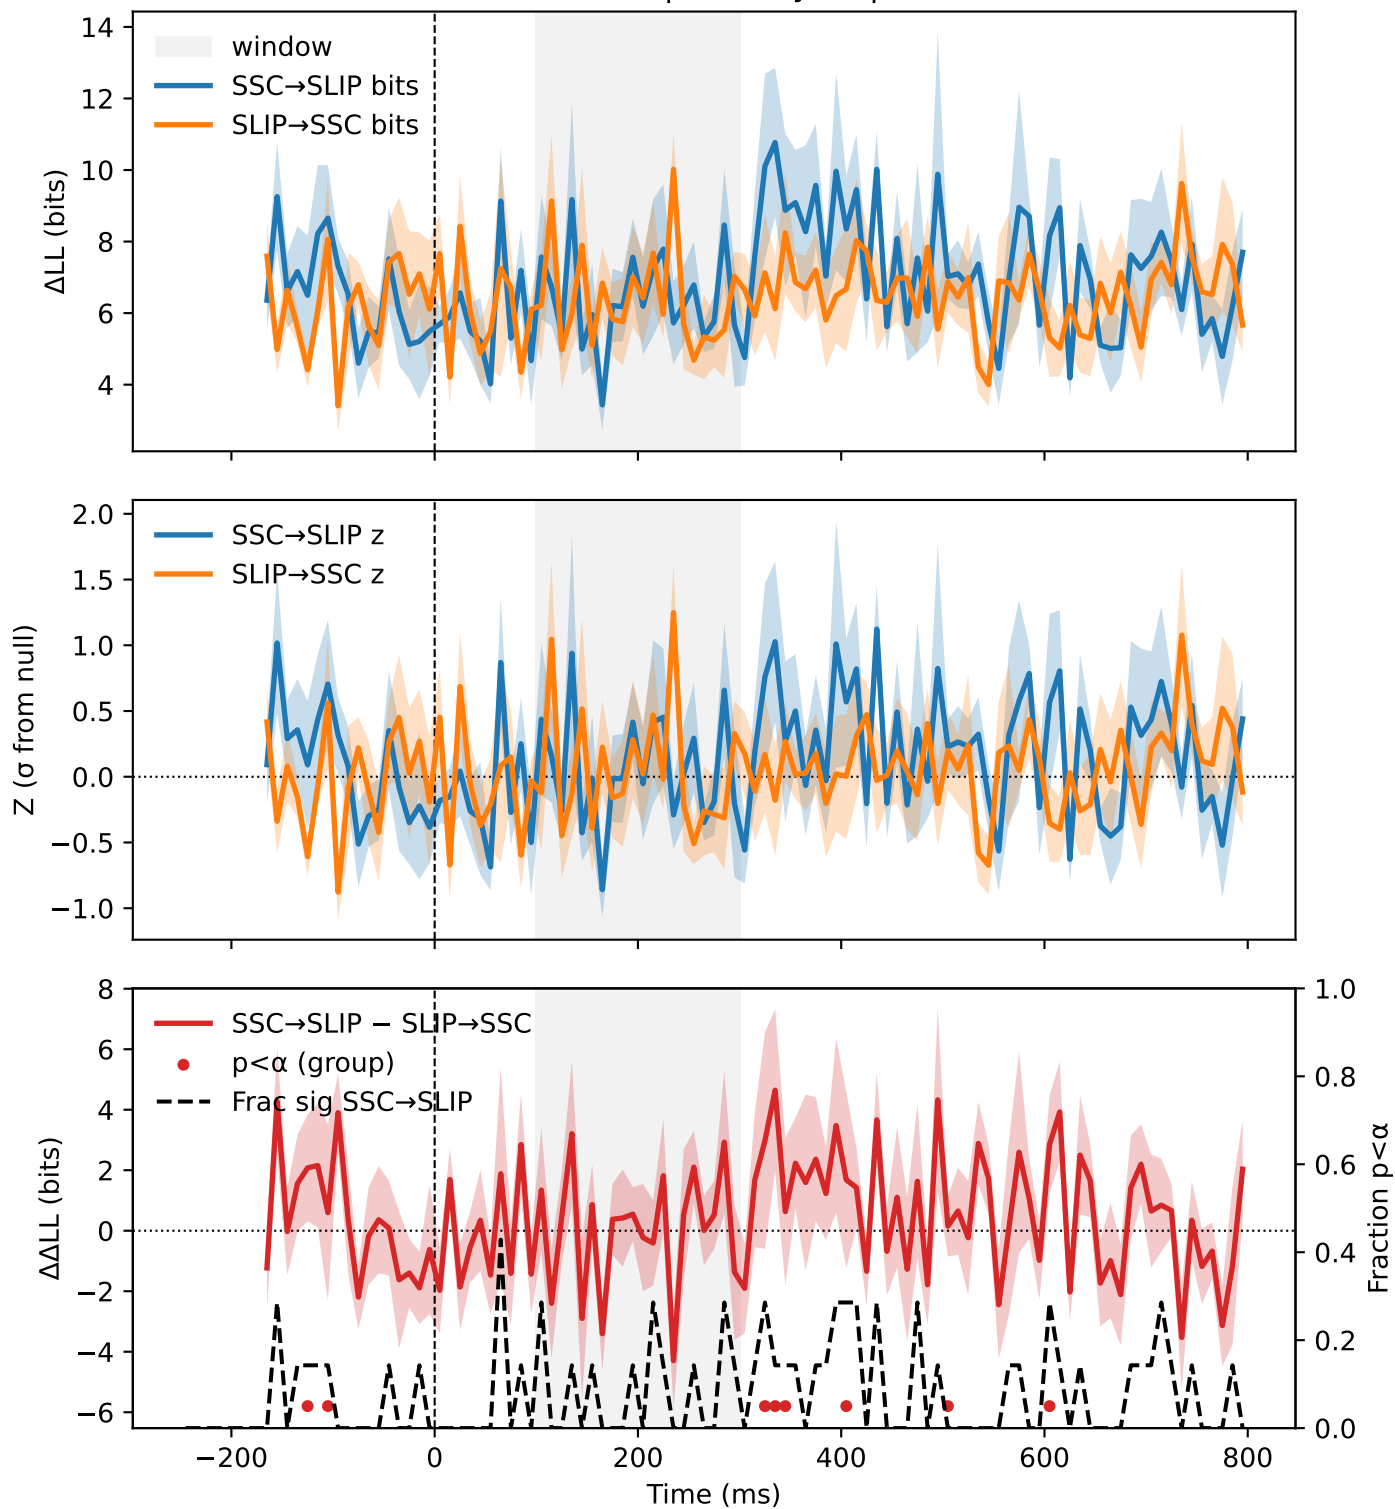 14
12
10
8
6
4
ΔLL (bits)
window
SSC→SLIP bits
SLIP→SSC bits
2.0
1.5
1.0
0.5
0.0
−0.5
−1.0
Z (σ from null)
SSC→SLIP z
SLIP→SSC z
8
6
4
2
0
−2
−4
−6
ΔΔLL (bits)
SSC→SLIP − SLIP→SSC
p<α (group)
Frac sig SSC→SLIP
1.0
0.8
0.6
0.4
0.2
0.0
Fraction p<α
−200
0
200
400
600
800
Time (ms)